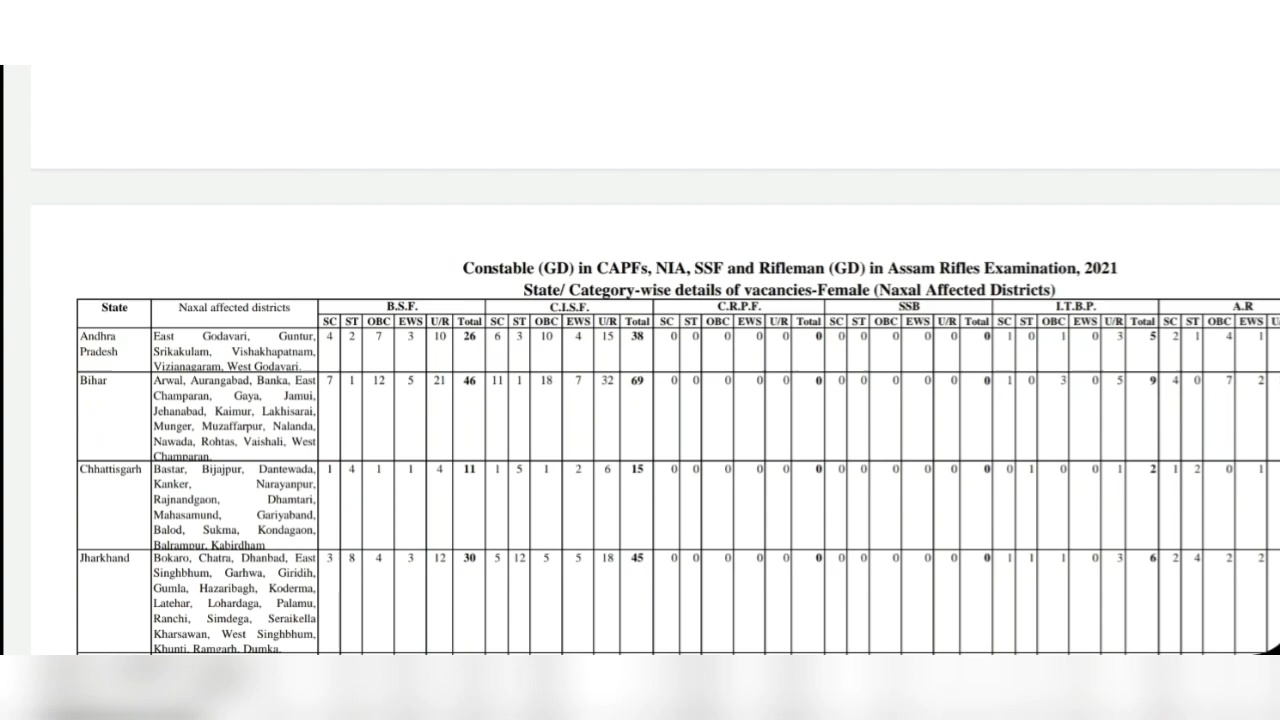 Constable (GD) in CAPFs, NIA, SSF and Rifleman (GD) in Assam Rifles Examination, 2021
State/ Category-wise details of vacancies-Female (Naxal Affected Districts)
State Naxal affected districts B.S.F. C.I.S.F. C.R.P.F. SSB I.T.B.P. A.R
SC ST OBC EWS U/R Total SC ST OBC EWS U/R Total SC ST OBC EWS U/R Total SC ST OBC EWS U/R Total SC ST OBC EWS U/R Total SC ST OBC EWS
Andhra East Godavari, Guntur, 4 2 7 3 10 26 6 3 10 4 15 38 0 0 0 0 0 0 0 0 0 0 0 0 1 0 1 0 3 5 2 1 4 1
Pradesh Srikakulam, Vishakhapatnam,
Vizianagaram, West Godavari.
Bihar Arwal, Aurangabad, Banka, East 7 1 12 5 21 46 11 1 18 7 32 69 0 0 0 0 0 0 0 0 0 0 0 0 1 0 3 0 5 9 4 0 7 2
Champaran, Gaya, Jamui,
Jehanabad, Kaimur, Lakhisarai,
Munger, Muzaffarpur, Nalanda,
Nawada, Rohtas, Vaishali, West
Champaran.
Chhattisgarh Bastar, Bijajpur, Dantewada, 1 4 1 1 4 11 1 5 1 2 6 15 0 0 0 0 0 0 0 0 0 0 0 0 0 1 0 0 1 2 1 2 0 1
Kanker, Narayanpur,
Rajnandgaon, Dhamtari,
Mahasamund, Gariyaband,
Balod, Sukma, Kondagaon,
Balrampur, Kabirdham
Jharkhand Bokaro, Chatra, Dhanbad, East 3 8 4 3 12 30 5 12 5 5 18 45 0 0 0 0 0 0 0 0 0 0 0 0 1 1 1 0 3 6 2 4 2 2
Singhbhum, Garhwa, Giridih,
Gumla, Hazaribagh, Koderma,
Latehar, Lohardaga, Palamu,
Ranchi, Simdega, Seraikella
Kharsawan, West Singhbhum,
Khunti, Ramgarh, Dumka,